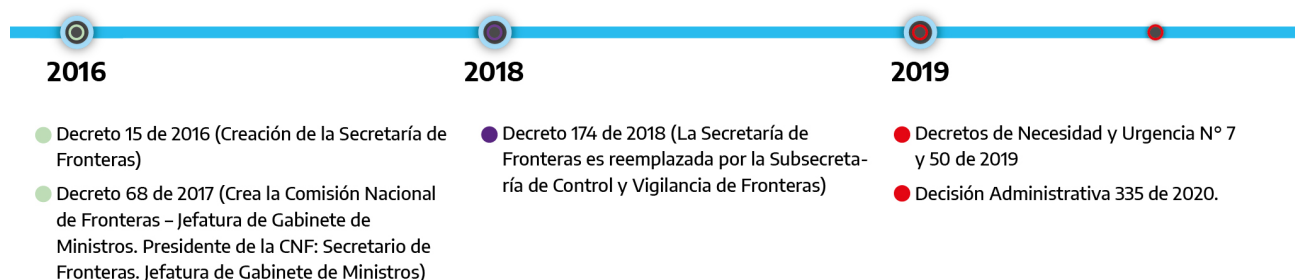 2016
Decreto 15 de 2016 (Creación de la Secretaría de
Fronteras)
Decreto 68 de 2017 (Crea la Comisión Nacional
de Fronteras – Jefatura de Gabinete de
Ministros. Presidente de la CNF: Secretario de
Fronteras. Jefatura de Gabinete de Ministros)
2018
Decreto 174 de 2018 (La Secretaría de
Fronteras es reemplazada por la Subsecreta-
ría de Control y Vigilancia de Fronteras)
2019
Decretos de Necesidad y Urgencia N° 7
y 50 de 2019
Decisión Administrativa 335 de 2020.